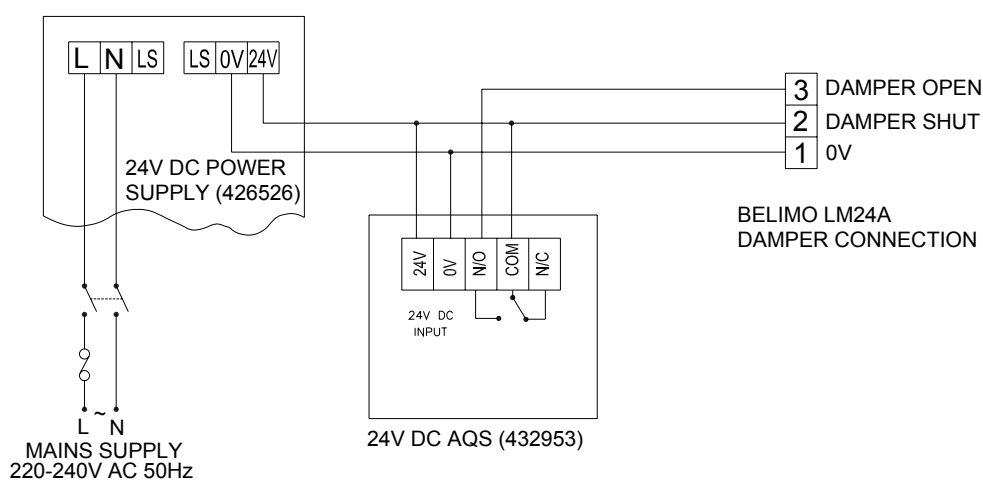 L N LS
LS 0V 24V
3 DAMPER OPEN
2 DAMPER SHUT
1 0V
24V DC POWER
SUPPLY (426526)
BELIMO LM24A
DAMPER CONNECTION
24V
0V
N/O
COM
N/C
24V DC
INPUT
L ~ N
MAINS SUPPLY
220-240V AC 50Hz
24V DC AQS (432953)